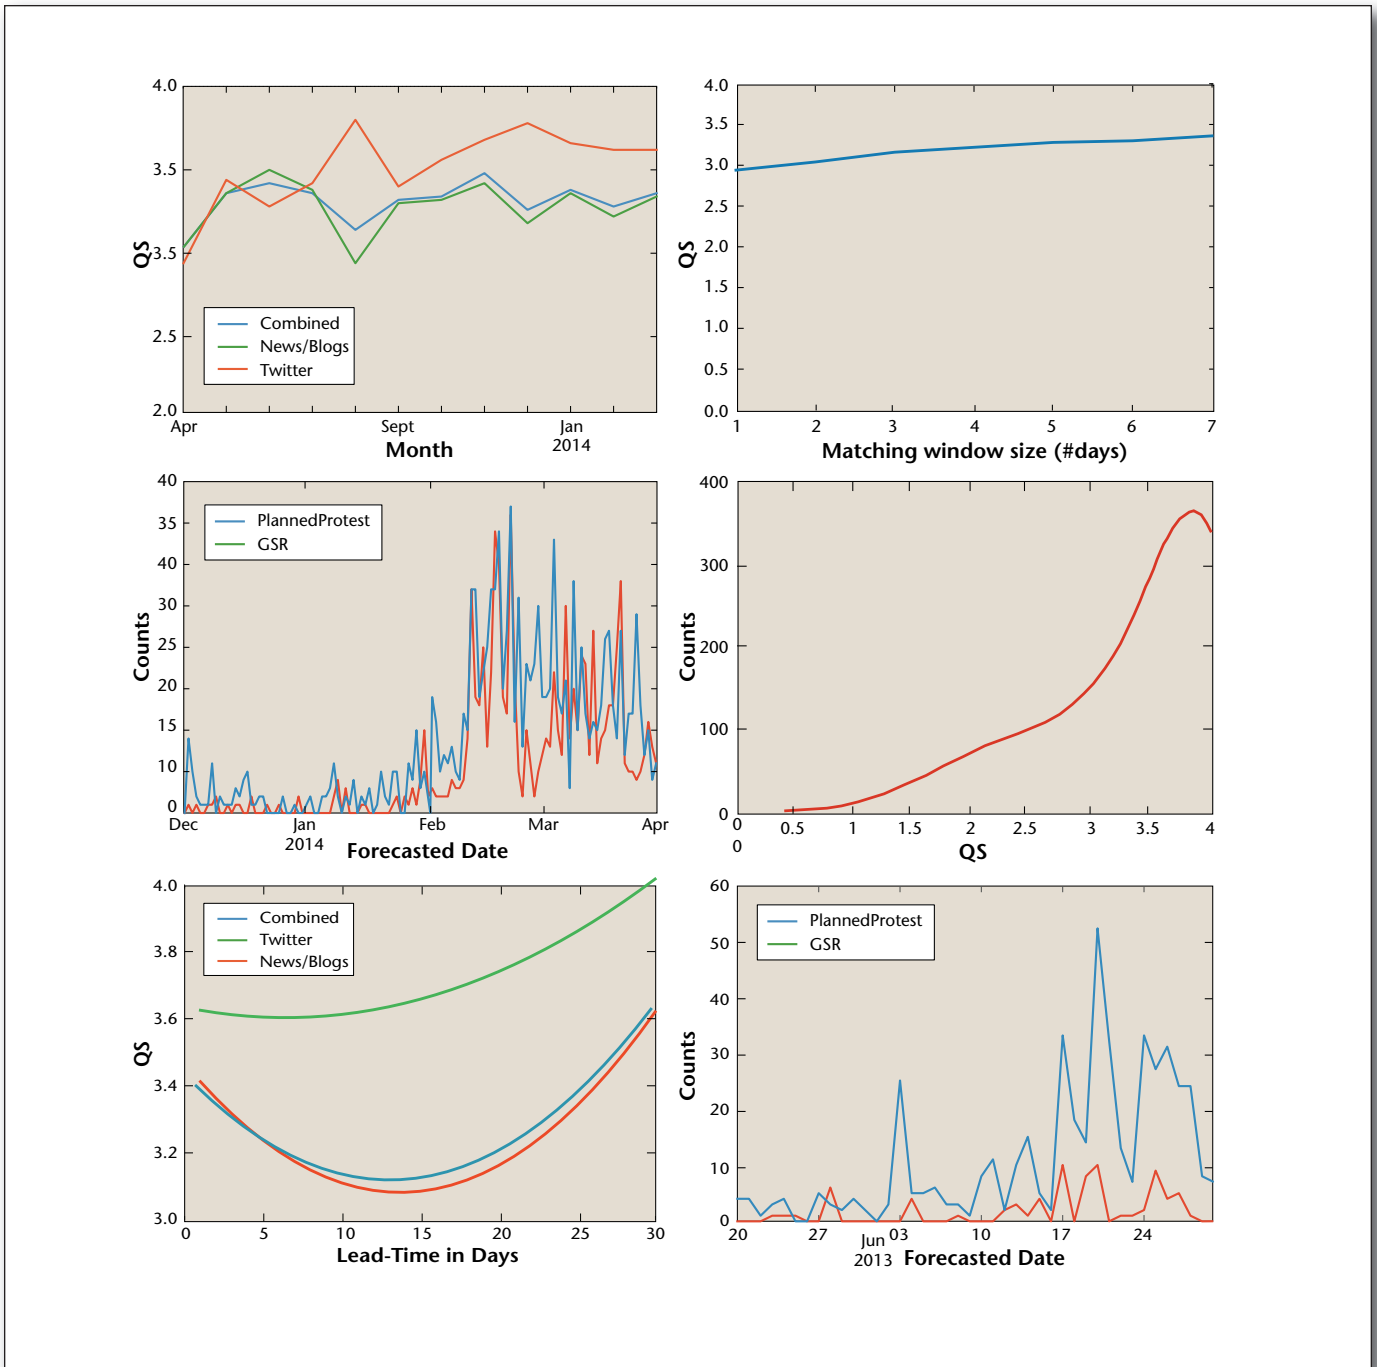 4.0
3.5
3.5
2.5
2.0
QS
Combined
News/Blogs
Twitter
Apr
Sept
Jan
2014
Month
4.0
3.5
3.0
2.5
2.0
1.5
1.0
0.5
0.0
QS
1 2 3 4 5 6 7
Matching window size (#days)
40
35
40
30
25
20
15
10
0
Counts
PlannedProtest
GSR
Dec Jan Feb Mar Apr
2014
Forecasted Date
400
300
200
100
0
Counts
0 0.5 1 1.5 2 2.5 3 3.5 4
0
QS
4.0
3.8
3.6
3.4
3.2
3.0
QS
Combined
Twitter
News/Blogs
0 5 10 15 20 25 30
Lead-Time in Days
60
50
40
30
20
10
0
Counts
PlannedProtest
GSR
20 27 Jun 03 10 17 24
2013
Forecasted Date